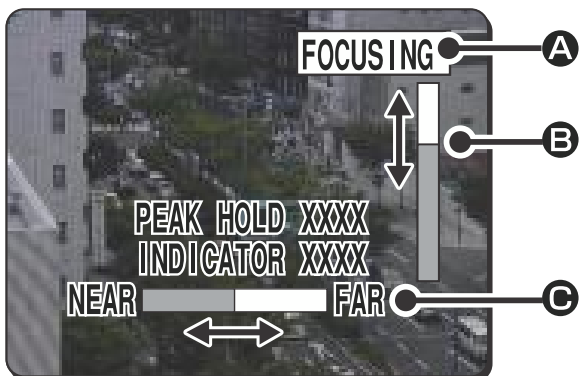 FOCUSING
A
B
PEAK HOLD XXXX
INDICATOR XXXX
NEAR FAR
C